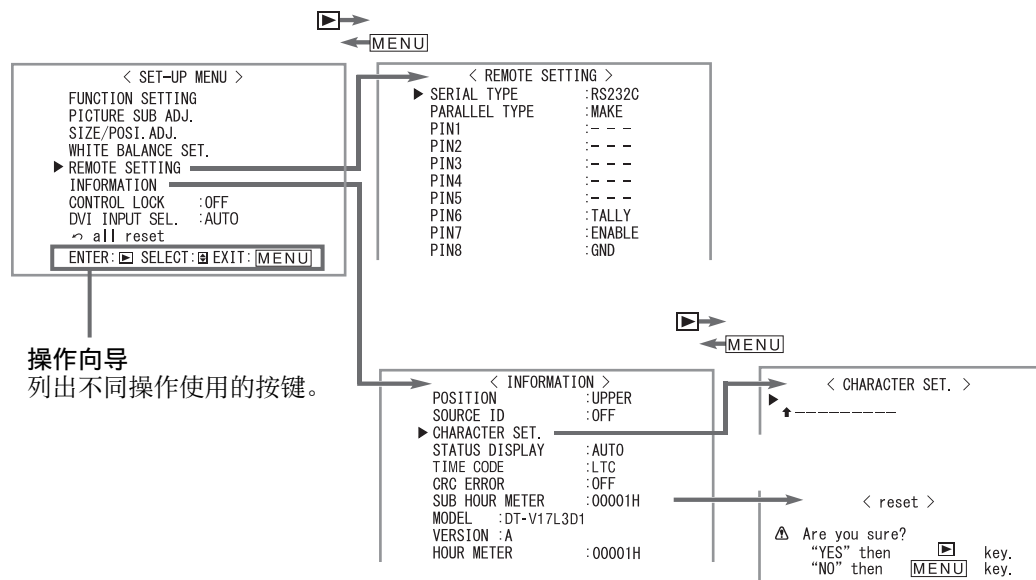 MENU
< SET-UP MENU >
FUNCTION SETTING
PICTURE SUB ADJ.
SIZE/POSI. ADJ.
WHITE BALANCE SET.
▶ REMOTE SETTING
INFORMATION
CONTROL LOCK :OFF
DVI INPUT SEL. :AUTO
all reset
ENTER: ▶ SELECT: EXIT: MENU
操作向导
列出不同操作使用的按键。
< REMOTE SETTING >
▶ SERIAL TYPE :RS232C
PARALLEL TYPE :MAKE
PIN1 :– – –
PIN2 :– – –
PIN3 :– – –
PIN4 :– – –
PIN5 :– – –
PIN6 :TALLY
PIN7 :ENABLE
PIN8 :GND
MENU
< INFORMATION >
POSITION :UPPER
SOURCE ID :OFF
▶ CHARACTER SET.
STATUS DISPLAY :AUTO
TIME CODE :LTC
CRC ERROR :OFF
SUB HOUR METER :00001H
MODEL :DT-V17L3D1
VERSION :A
HOUR METER :00001H
< CHARACTER SET. >
< reset >
⚠ Are you sure?
“YES” then ▶ key.
“NO” then MENU key.